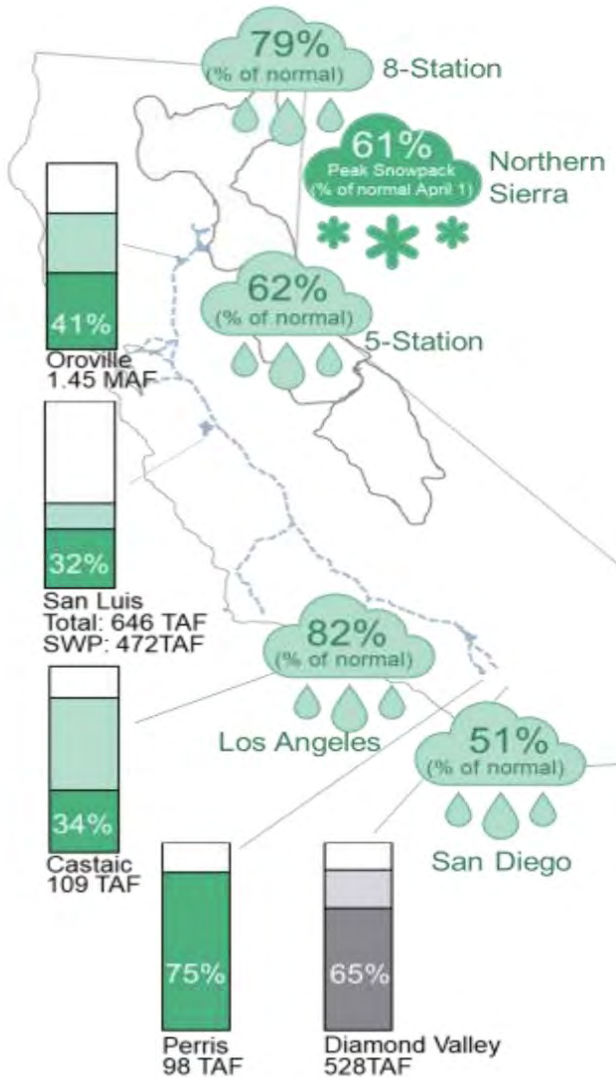 79%
(% of normal)
8-Station
61%
Peak Snowpack
(% of normal April 1)
Northern
Sierra
62%
(% of normal)
5-Station
41%
Oroville
1.45 MAF
32%
San Luis
Total: 646 TAF
SWP: 472TAF
82%
(% of normal)
Los Angeles
34%
Castaic
109 TAF
51%
(% of normal)
San Diego
75%
Perris
98 TAF
65%
Diamond Valley
528TAF